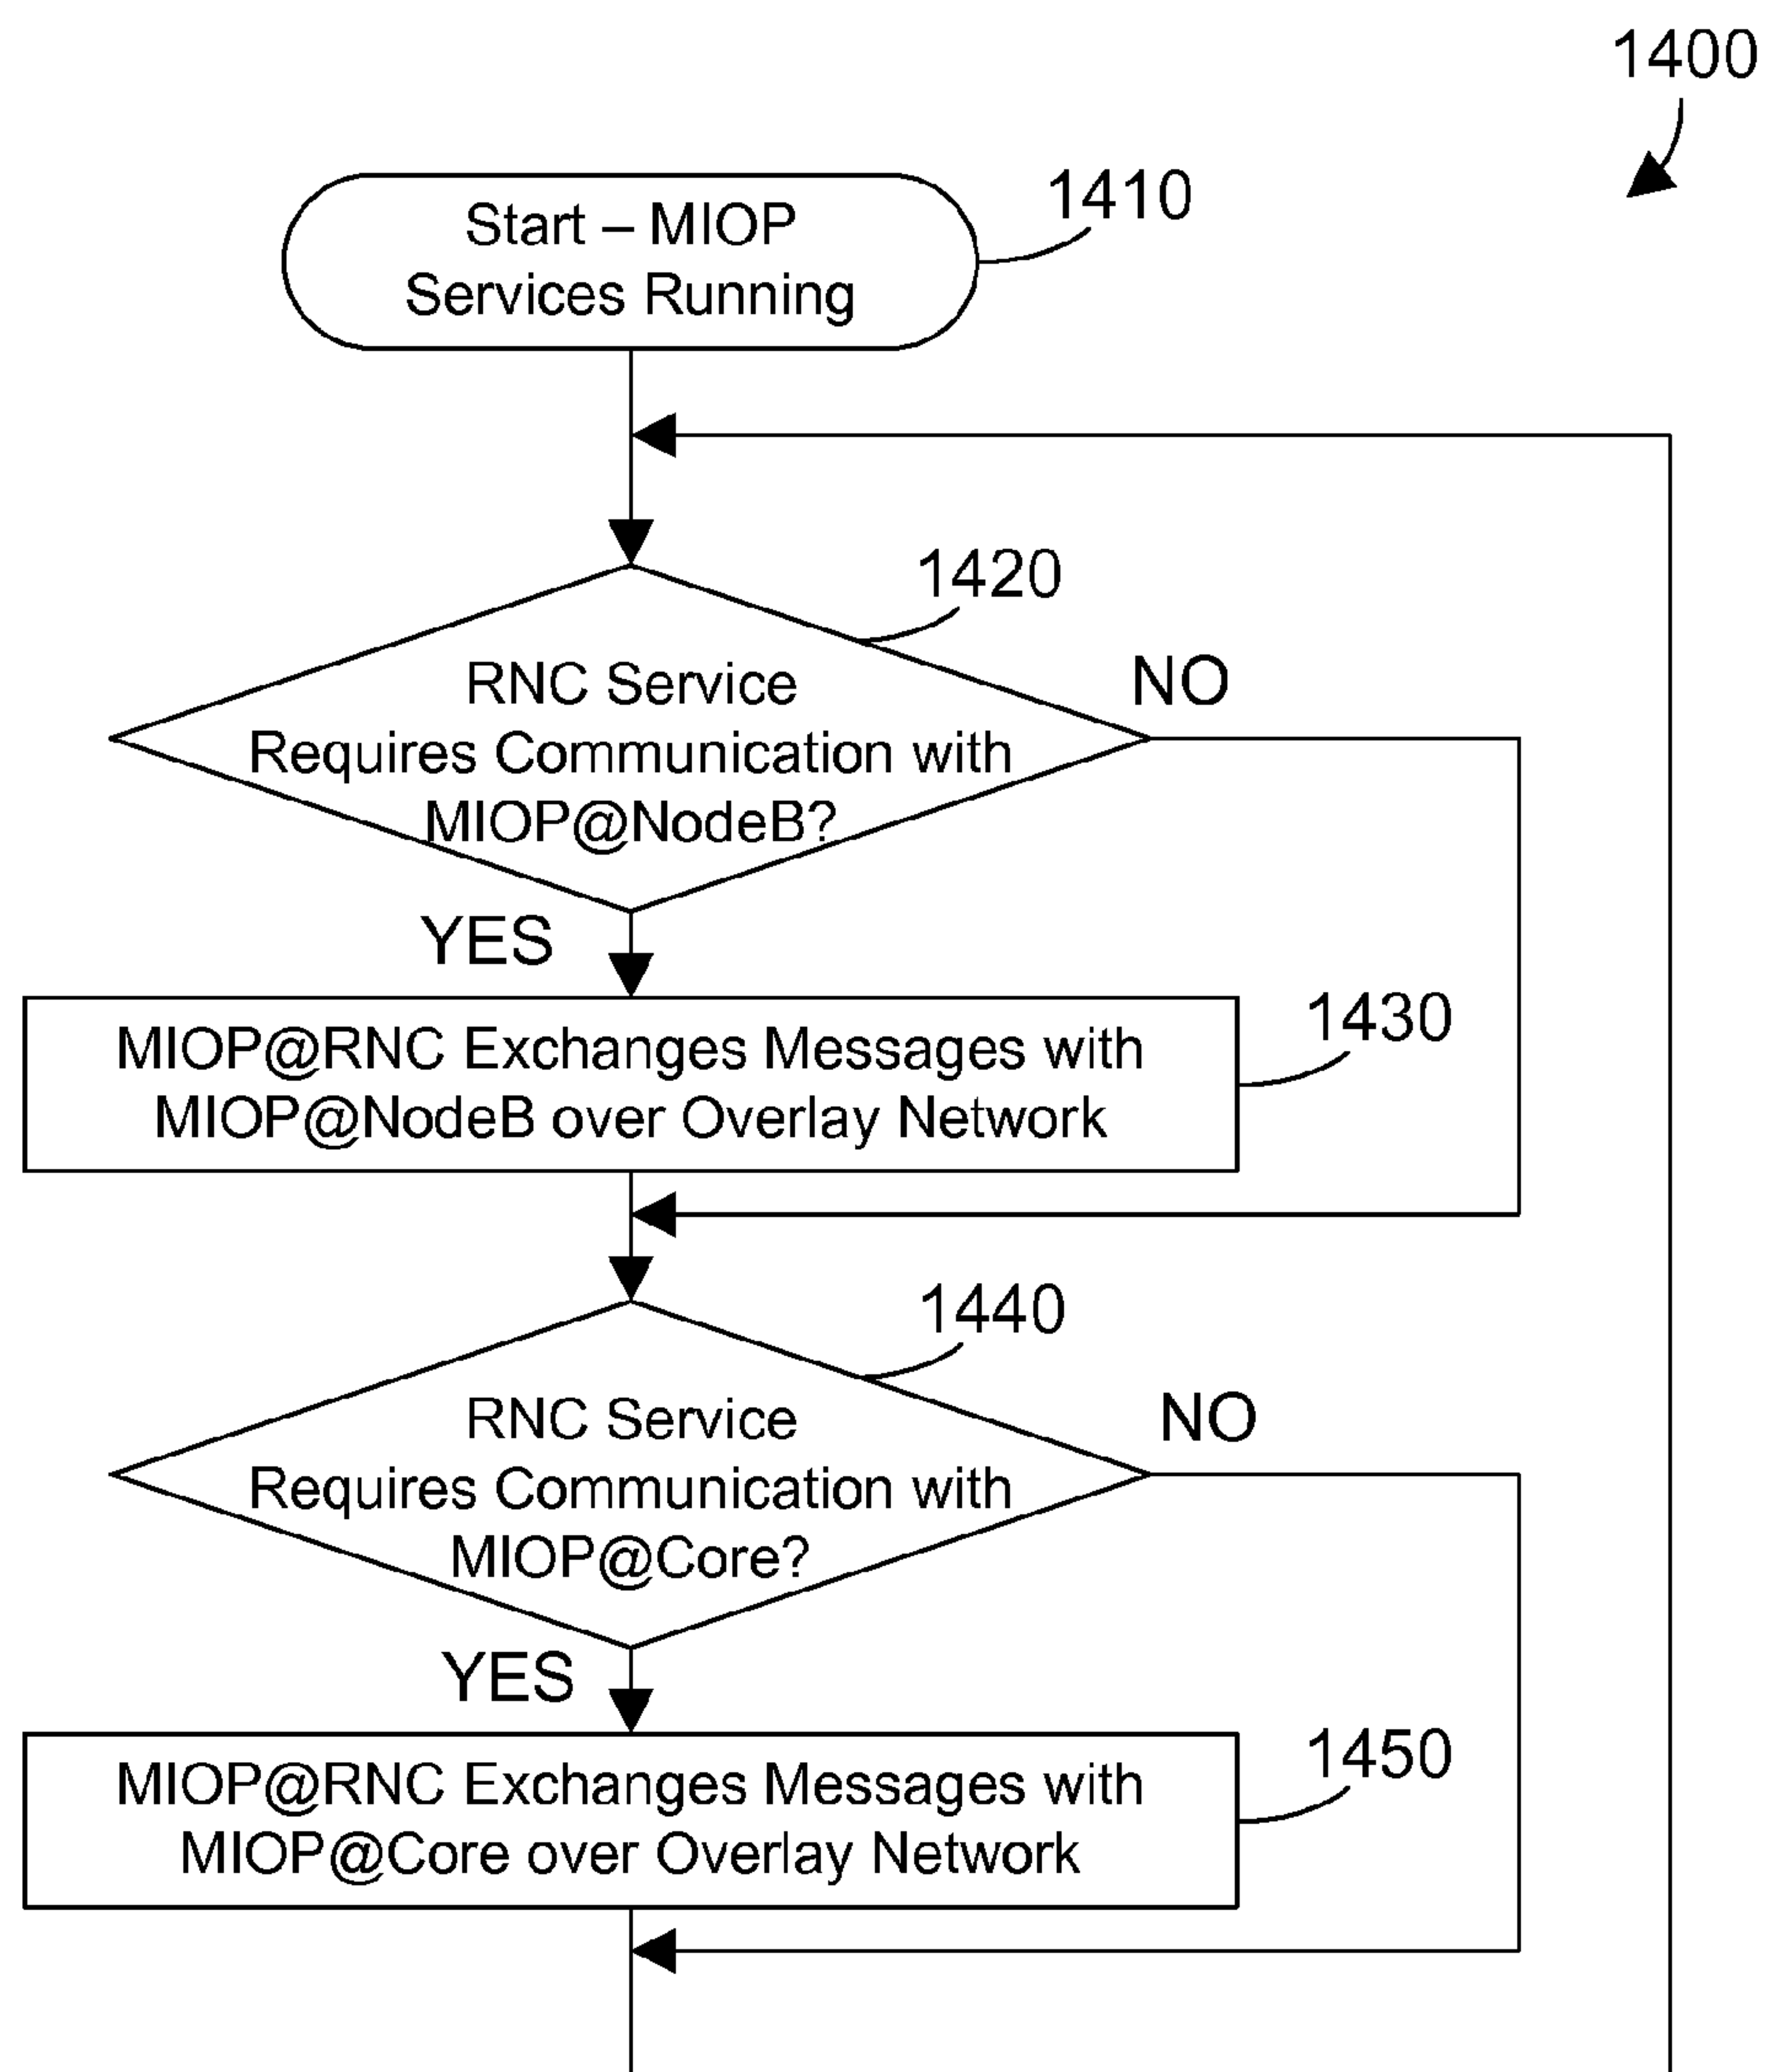 1400
1410
Start – MIOP
Services Running
1420
RNC Service
Requires Communication with
MIOP@NodeB?
NO
YES
1430
MIOP@RNC Exchanges Messages with
MIOP@NodeB over Overlay Network
1440
RNC Service
Requires Communication with
MIOP@Core?
NO
YES
1450
MIOP@RNC Exchanges Messages with
MIOP@Core over Overlay Network